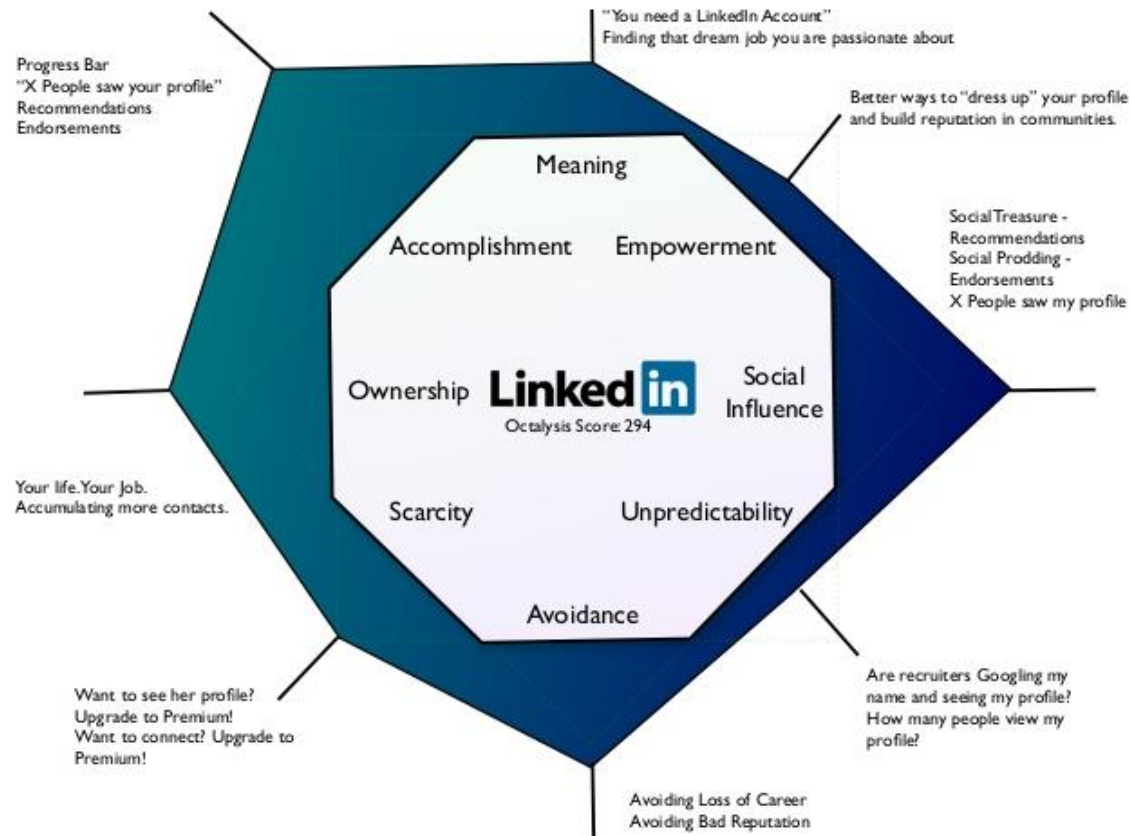 "You need a LinkedIn Account"
Finding that dream job you are passionate about
Progress Bar
"X People saw your profile"
Recommendations
Endorsements
Better ways to "dress up" your profile
and build reputation in communities.
Social Treasure -
Recommendations
Social Prodding -
Endorsements
X People saw my profile
Meaning
Accomplishment
Empowerment
Ownership
Linked in
Octalysis Score: 294
Social
Influence
Scarcity
Unpredictability
Avoidance
Your life. Your Job.
Accumulating more contacts.
Want to see her profile?
Upgrade to Premium!
Want to connect? Upgrade to
Premium!
Are recruiters Googling my
name and seeing my profile?
How many people view my
profile?
Avoiding Loss of Career
Avoiding Bad Reputation